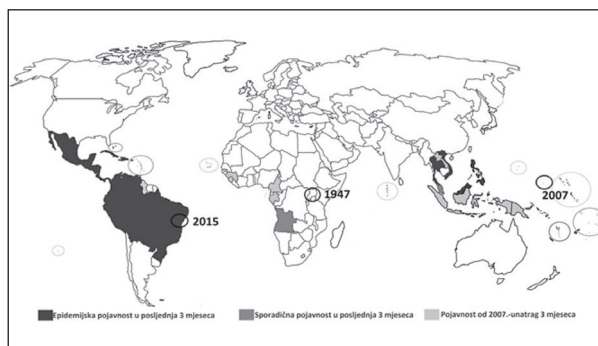 1947
2007
2015
Epidemijska pojavnost u posljednja 3 mjeseca
Sporadična pojavnost u posljednja 3 mjeseca
Pojavnost od 2007.-unatrag 3 mjeseca